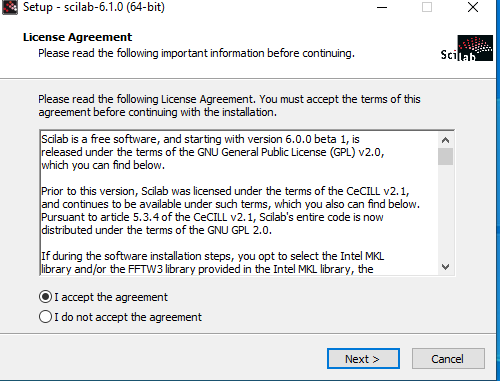 Setup - scilab-6.1.0 (64-bit)
License Agreement
Please read the following important information before continuing.
Scilab
Please read the following License Agreement. You must accept the terms of this
agreement before continuing with the installation.
Scilab is a free software, and starting with version 6.0.0 beta 1, is
released under the terms of the GNU General Public License (GPL) v2.0,
which you can find below.
Prior to this version, Scilab was licensed under the terms of the CeCILL v2.1,
and continues to be available under such terms, which you also can find below.
Pursuant to article 5.3.4 of the CeCILL v2.1, Scilab's entire code is now
distributed under the terms of the GNU GPL 2.0.
If during the software installation steps, you opt to select the Intel MKL
library and/or the FFTW3 library provided in the Intel MKL library, the
I accept the agreement
I do not accept the agreement
Next >
Cancel